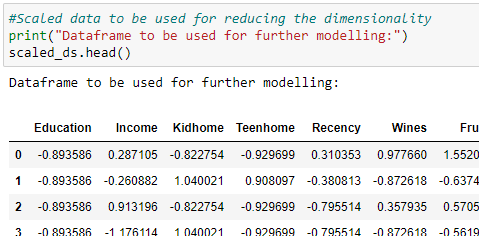 #Scaled data to be used for reducing the dimensionality
print("Dataframe to be used for further modelling:")
scaled_ds.head()
Dataframe to be used for further modelling:
Education Income Kidhome Teenhome Recency Wines Fru
0 -0.893586 0.287105 -0.822754 -0.929699 0.310353 0.977660 1.5520
1 -0.893586 -0.260882 1.040021 0.908097 -0.380813 -0.872618 -0.6374
2 -0.893586 0.913196 -0.822754 -0.929699 -0.795514 0.357935 0.5705
3 -0.893586 -1.176114 1.040021 -0.929699 -0.795514 -0.872618 -0.5619